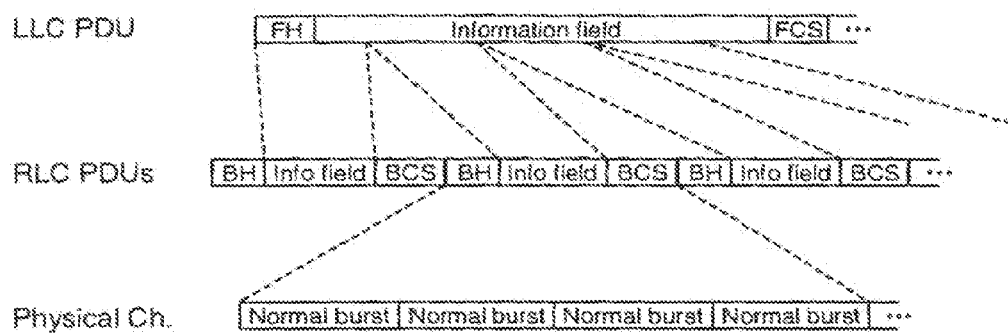 LLC PDU FH Information field FCS ...
RLC PDUs BH Info field BCS BH Info field BCS BH Info field BCS ...
Physical Ch. Normal burst Normal burst Normal burst Normal burst ...